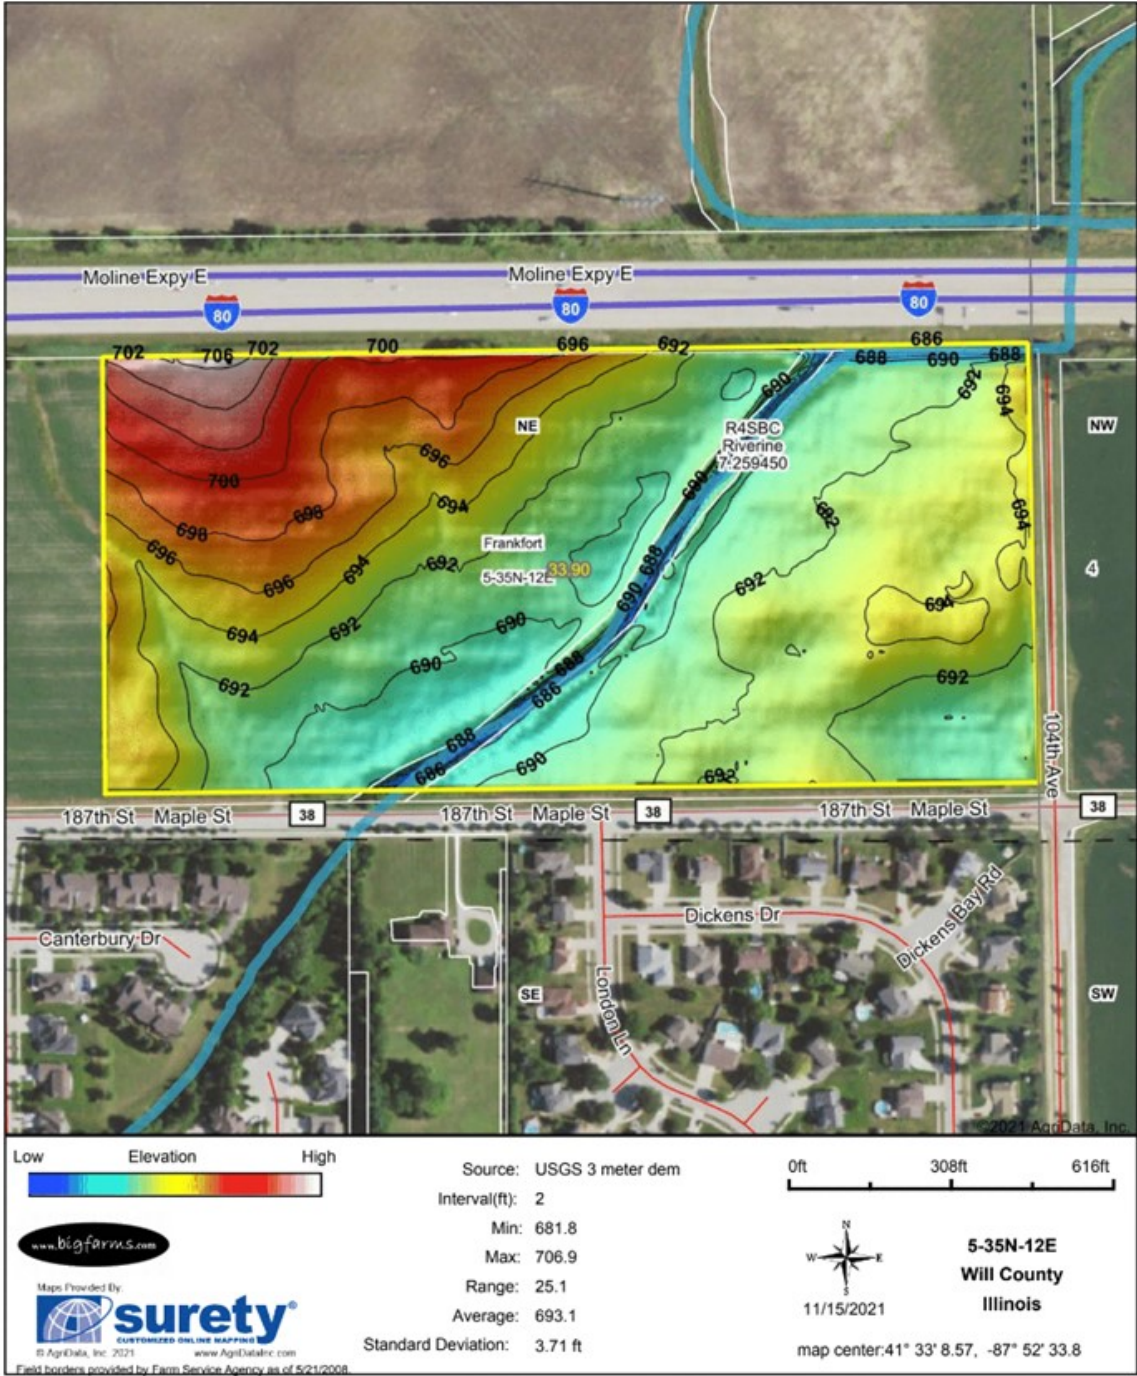 Moline Expy E
Moline Expy E
80
80
80
702
706
702
700
696
692
686
688
690
688
692
694
690
NE
R4SBC
Riverine
7.259450
NW
696
700
690
694
698
692
694
698
Frankfort
688
696
692
694
4
5-35N-12E
33.90
696
692
690
694
694
692
690
690
688
692
692
686
688
686
690
692
104th Ave
187th St Maple St
38
187th St Maple St
38
187th St Maple St
38
Canterbury Dr
Dickens Dr
Dickens Bay Rd
London Ln
SE
SW
©2021 AgriData, Inc.
Low Elevation High
Source: USGS 3 meter dem
Interval(ft): 2
Min: 681.8
Max: 706.9
Range: 25.1
Average: 693.1
Standard Deviation: 3.71 ft
0ft 308ft 616ft
N
W E
S
11/15/2021
5-35N-12E
Will County
Illinois
map center:41° 33' 8.57, -87° 52' 33.8
www.bigfarms.com
Maps Provided By:
surety®
CUSTOMIZED ONLINE MAPPING
© AgriData, Inc. 2021 www.AgriDataInc.com
Field borders provided by Farm Service Agency as of 5/21/2008.